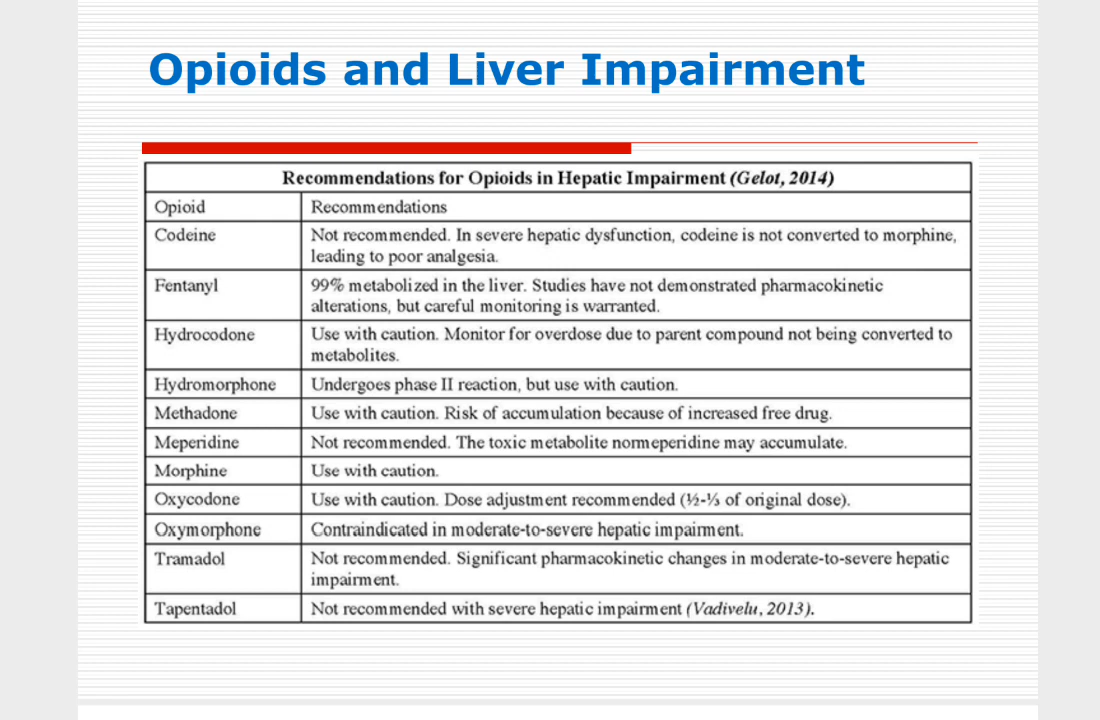 Opioids and Liver Impairment
Recommendations for Opioids in Hepatic Impairment (Gelot, 2014)
Opioid Recommendations
Codeine Not recommended. In severe hepatic dysfunction, codeine is not converted to morphine,
leading to poor analgesia.
Fentanyl 99% metabolized in the liver. Studies have not demonstrated pharmacokinetic
alterations, but careful monitoring is warranted.
Hydrocodone Use with caution. Monitor for overdose due to parent compound not being converted to
metabolites.
Hydromorphone Undergoes phase II reaction, but use with caution.
Methadone Use with caution. Risk of accumulation because of increased free drug.
Meperidine Not recommended. The toxic metabolite normeperidine may accumulate.
Morphine Use with caution.
Oxycodone Use with caution. Dose adjustment recommended (½-⅓ of original dose).
Oxymorphone Contraindicated in moderate-to-severe hepatic impairment.
Tramadol Not recommended. Significant pharmacokinetic changes in moderate-to-severe hepatic
impairment.
Tapentadol Not recommended with severe hepatic impairment (Vadivelu, 2013).